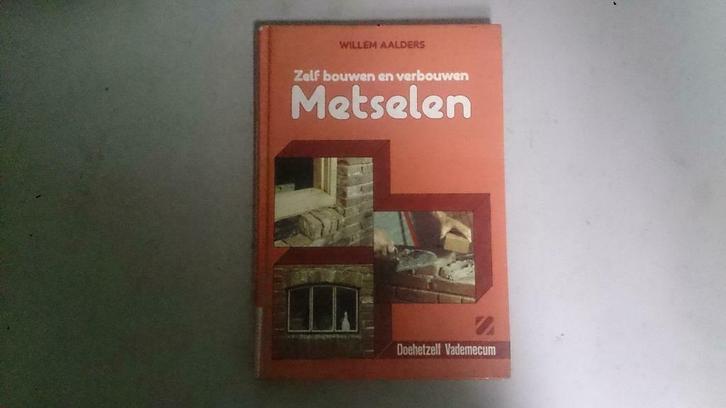 WILLEM AALDERS
Zelf bouwen en verbouwen
Metselen
Doehetzelf Vademecum